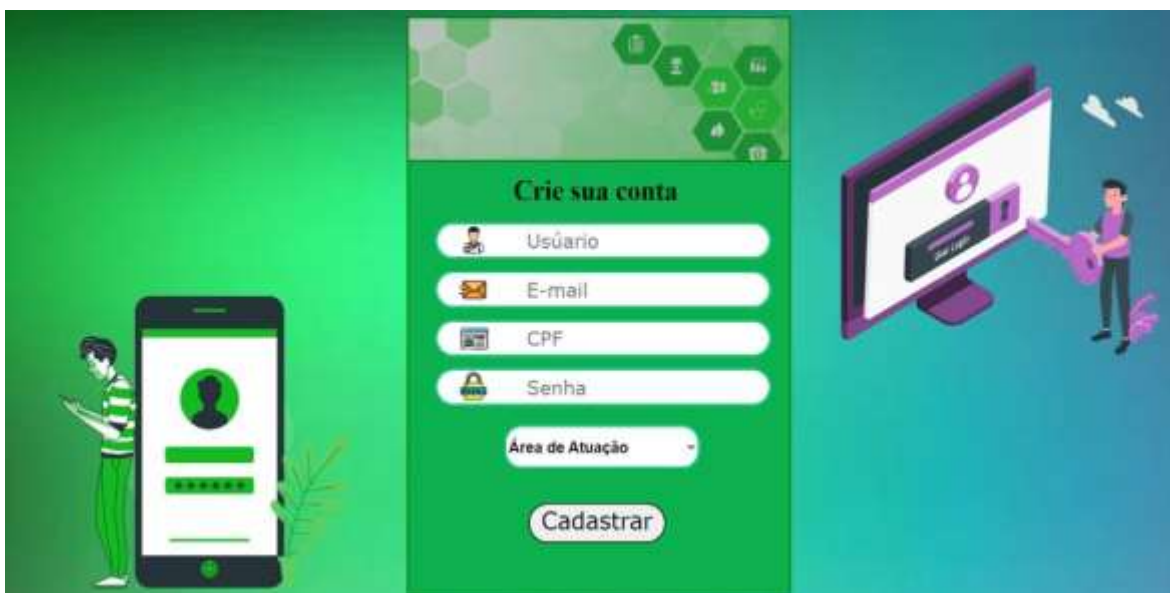 Crie sua conta
Usúario
E-mail
CPF
Senha
Área de Atuação
Cadastrar